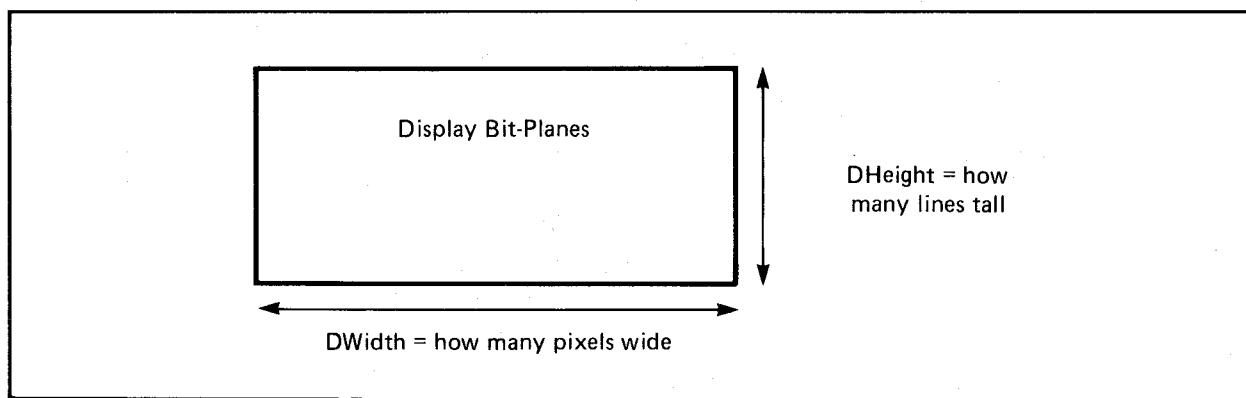 Display Bit-Planes
DHeight = how
many lines tall
DWidth = how many pixels wide